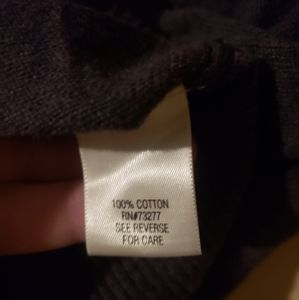 100% COTTON
RN#73277
SEE REVERSE
FOR CARE